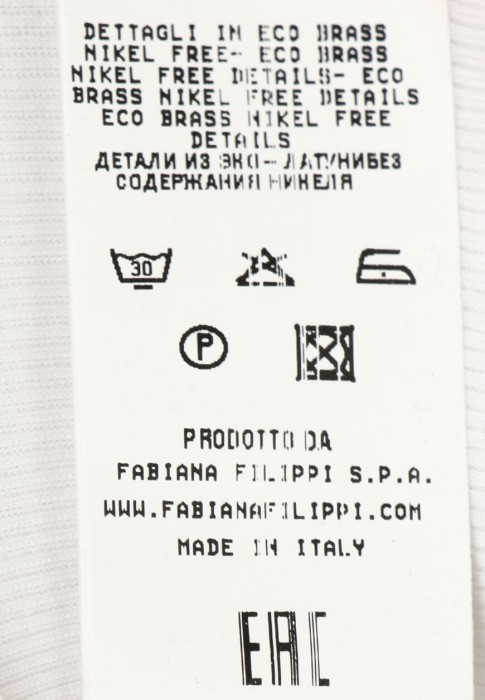 DETTAGLI IN ECO BRASS
NIKEL FREE- ECO BRASS
NIKEL FREE DETAILS- ECO
BRASS NIKEL FREE DETAILS
ECO BRASS NIKEL FREE
DETAILS
ДЕТАЛИ ИЗ ЭКО- ЛАТУНИБЕЗ
СОДЕРЖАНИЯ НИКЕЛЯ
30
P
PRODOTTO DA
FABIANA FILIPPI S.P.A.
WWW.FABIANAFILIPPI.COM
MADE IN ITALY
EAC